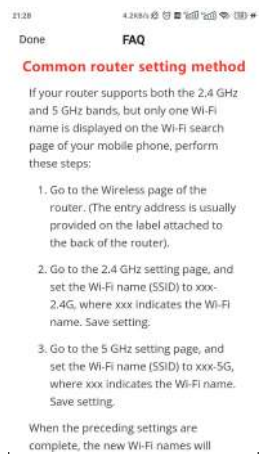 21:28
4.2KB/s
Done
FAQ
Common router setting method
If your router supports both the 2.4 GHz
and 5 GHz bands, but only one Wi-Fi
name is displayed on the Wi-Fi search
page of your mobile phone, perform
these steps:
1. Go to the Wireless page of the
router. (The entry address is usually
provided on the label attached to
the back of the router).
2. Go to the 2.4 GHz setting page, and
set the Wi-Fi name (SSID) to xxx-
2.4G, where xxx indicates the Wi-Fi
name. Save setting.
3. Go to the 5 GHz setting page, and
set the Wi-Fi name (SSID) to xxx-5G,
where xxx indicates the Wi-Fi name.
Save setting.
When the preceding settings are
complete, the new Wi-Fi names will